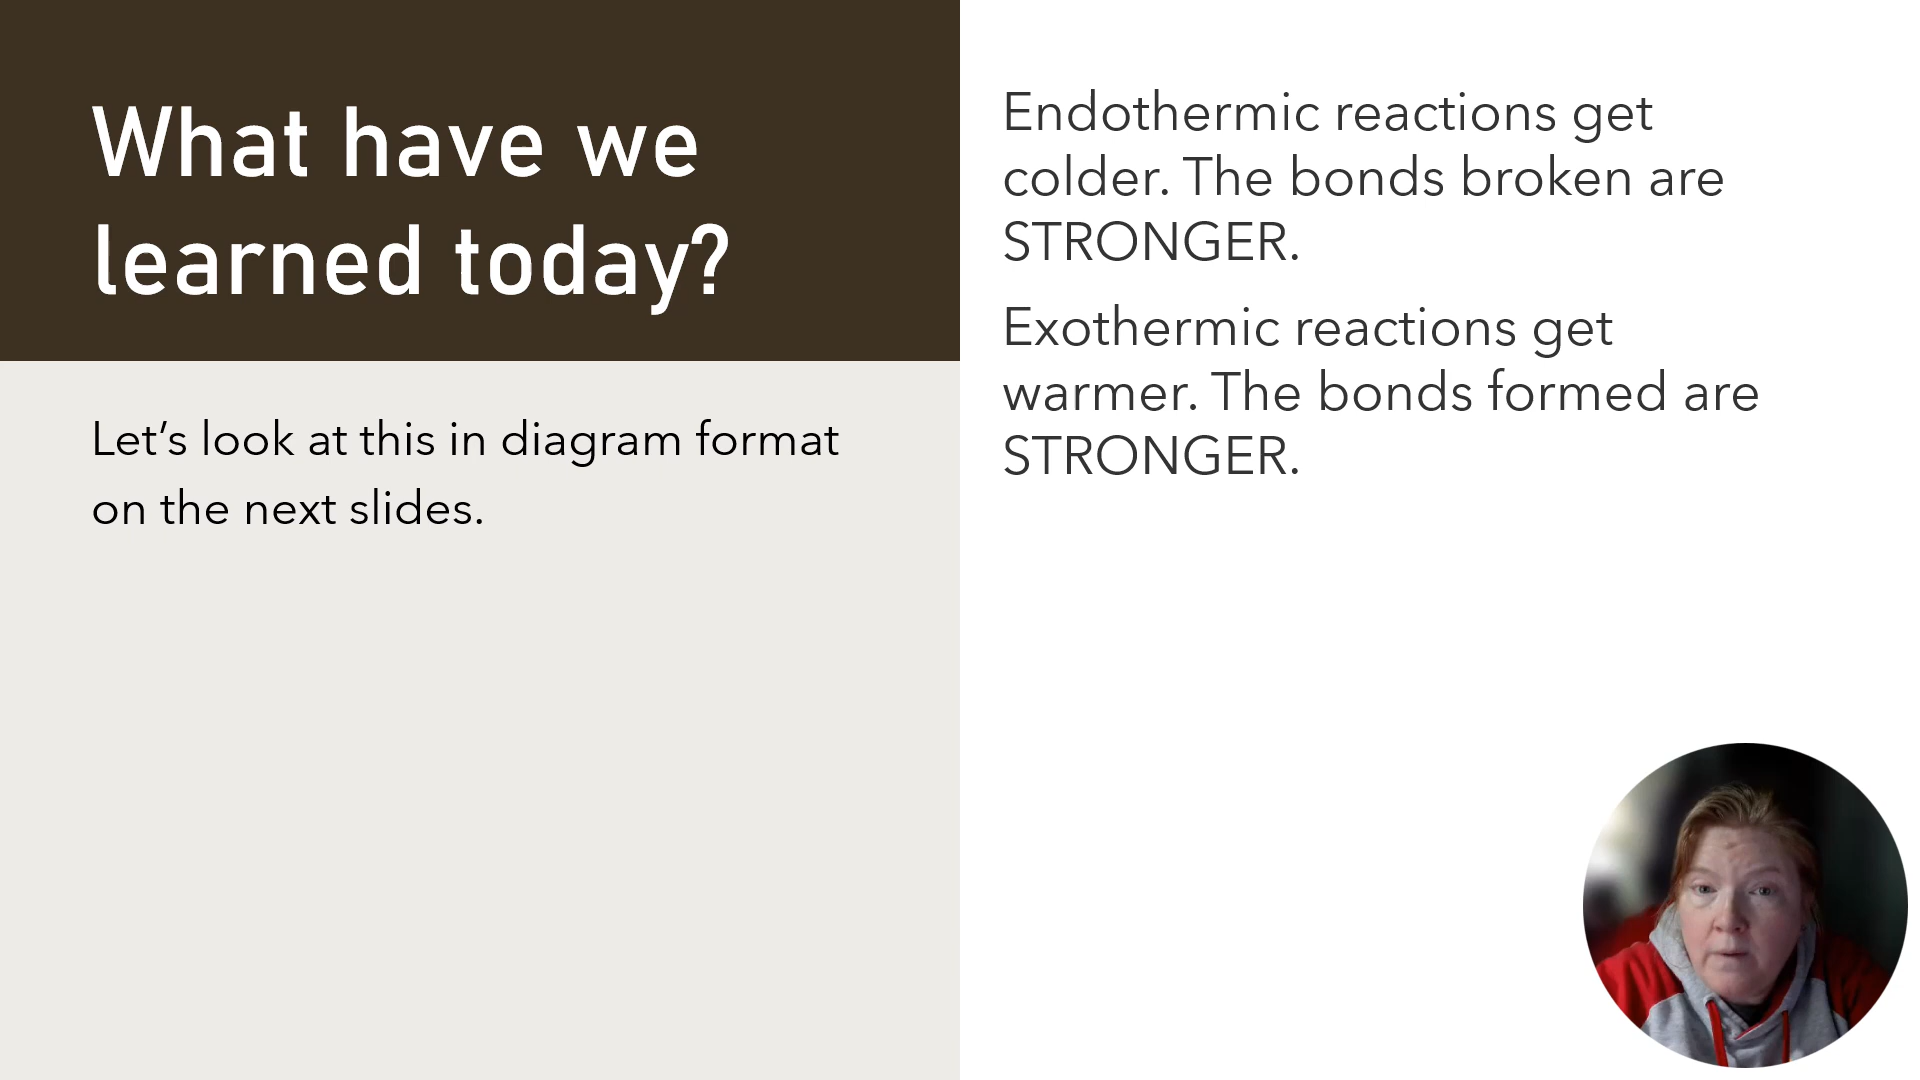 What have we
learned today?
Let’s look at this in diagram format
on the next slides.
Endothermic reactions get
colder. The bonds broken are
STRONGER.
Exothermic reactions get
warmer. The bonds formed are
STRONGER.